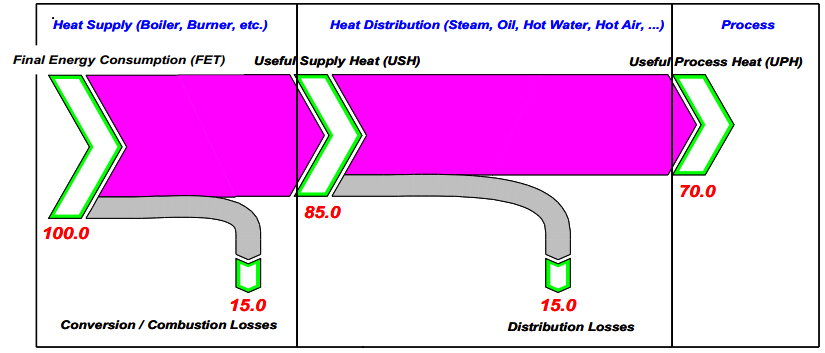 Heat Supply (Boiler, Burner, etc.)
Heat Distribution (Steam, Oil, Hot Water, Hot Air, ...)
Process
Final Energy Consumption (FET)
Useful Supply Heat (USH)
Useful Process Heat (UPH)
100.0
85.0
70.0
15.0
15.0
Conversion / Combustion Losses
Distribution Losses